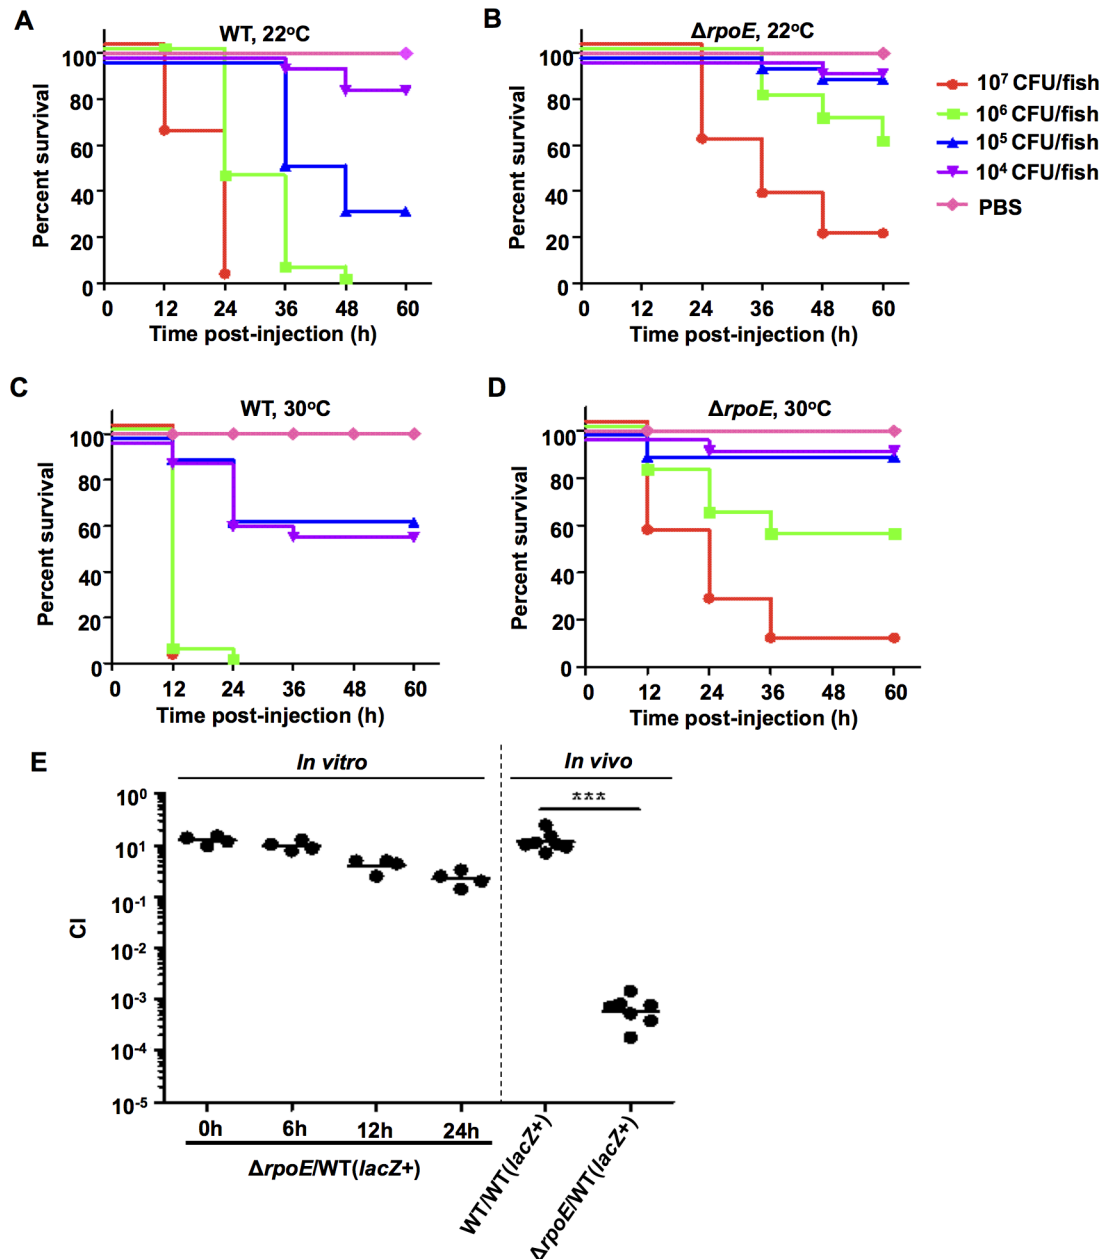 A
WT, 22°C
Percent survival
100
80
60
40
20
0
0 12 24 36 48 60
Time post-injection (h)
B
ΔrpoE, 22°C
Percent survival
100
80
60
40
20
0
0 12 24 36 48 60
Time post-injection (h)
10⁷ CFU/fish
10⁶ CFU/fish
10⁵ CFU/fish
10⁴ CFU/fish
PBS
C
WT, 30°C
Percent survival
100
80
60
40
20
0
0 12 24 36 48 60
Time post-injection (h)
D
ΔrpoE, 30°C
Percent survival
100
80
60
40
20
0
0 12 24 36 48 60
Time post-injection (h)
E
In vitro
In vivo
***
CI
10⁰
10¹
10⁻¹
10⁻²
10⁻³
10⁻⁴
10⁻⁵
0h 6h 12h 24h
ΔrpoE/WT(lacZ+)
WT/WT(lacZ+)
ΔrpoE/WT(lacZ+)